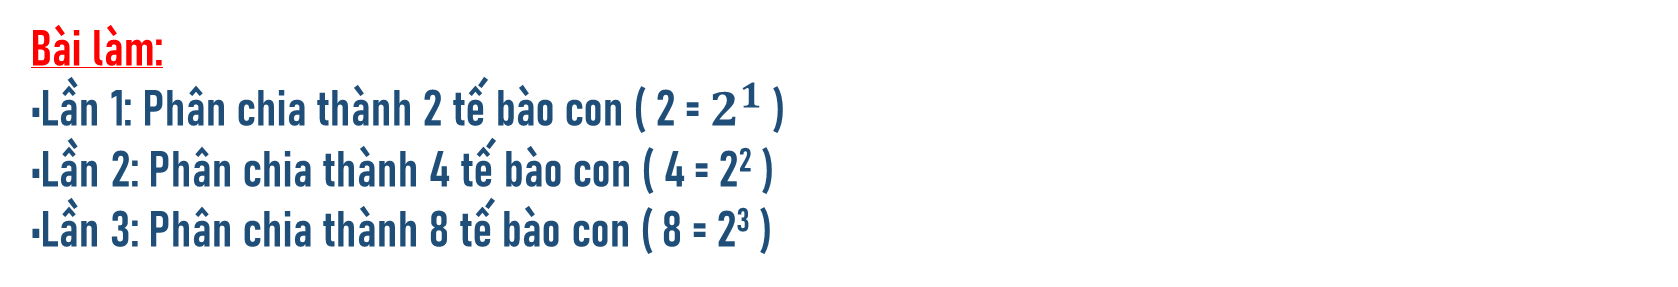 Bài làm:
▪Lần 1: Phân chia thành 2 tế bào con ( 2 = 2¹ )
▪Lần 2: Phân chia thành 4 tế bào con ( 4 = 2² )
▪Lần 3: Phân chia thành 8 tế bào con ( 8 = 2³ )